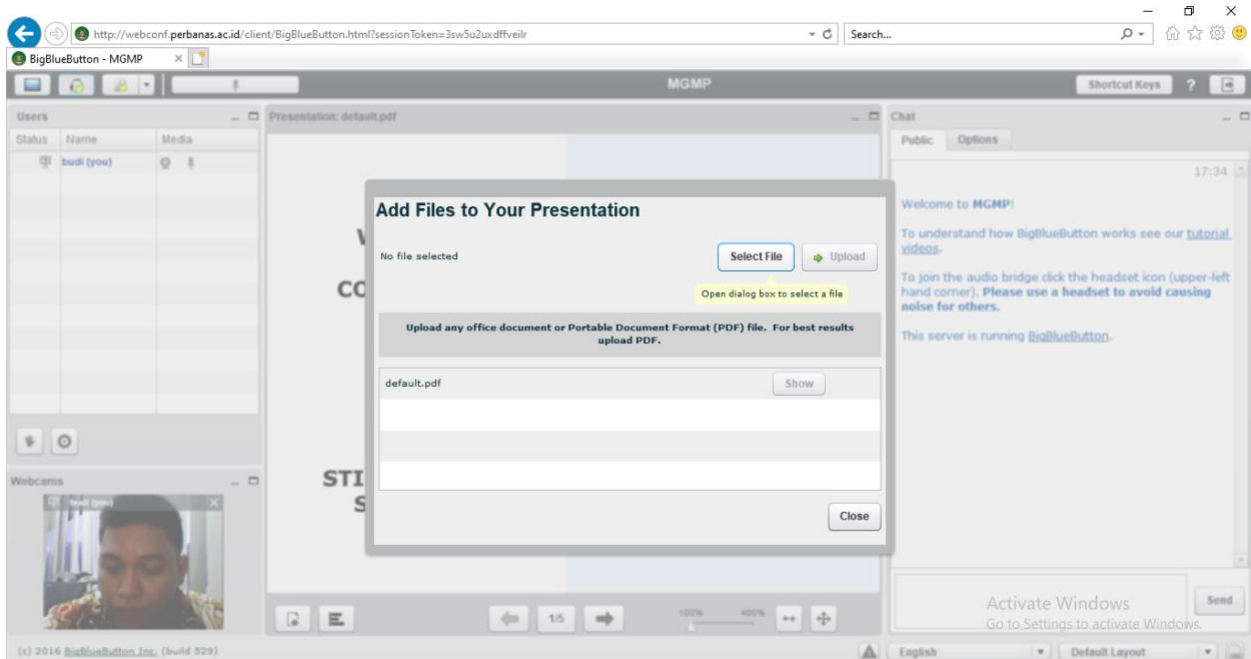 http://webconf.perbanas.ac.id/client/BigBlueButton.html?sessionToken=3sw5u2uxdffveilr
Search...
BigBlueButton - MGMP
MGMP
Shortcut Keys
?
Users
Presentation: default.pdf
Chat
Status Name Media
Public Options
budi (you)
17:34
Welcome to MGMP!
To understand how BigBlueButton works see our tutorial
videos.
To join the audio bridge click the headset icon (upper-left
hand corner). Please use a headset to avoid causing
noise for others.
This server is running BigBlueButton.
Add Files to Your Presentation
No file selected
Select File
Upload
Open dialog box to select a file
Upload any office document or Portable Document Format (PDF) file. For best results
upload PDF.
default.pdf
Show
Close
CO
STI
S
Webcams
budi (you)
1/5
100% 400%
Activate Windows
Go to Settings to activate Windows.
Send
(c) 2016 BigBlueButton Inc. (build 529)
English
Default Layout